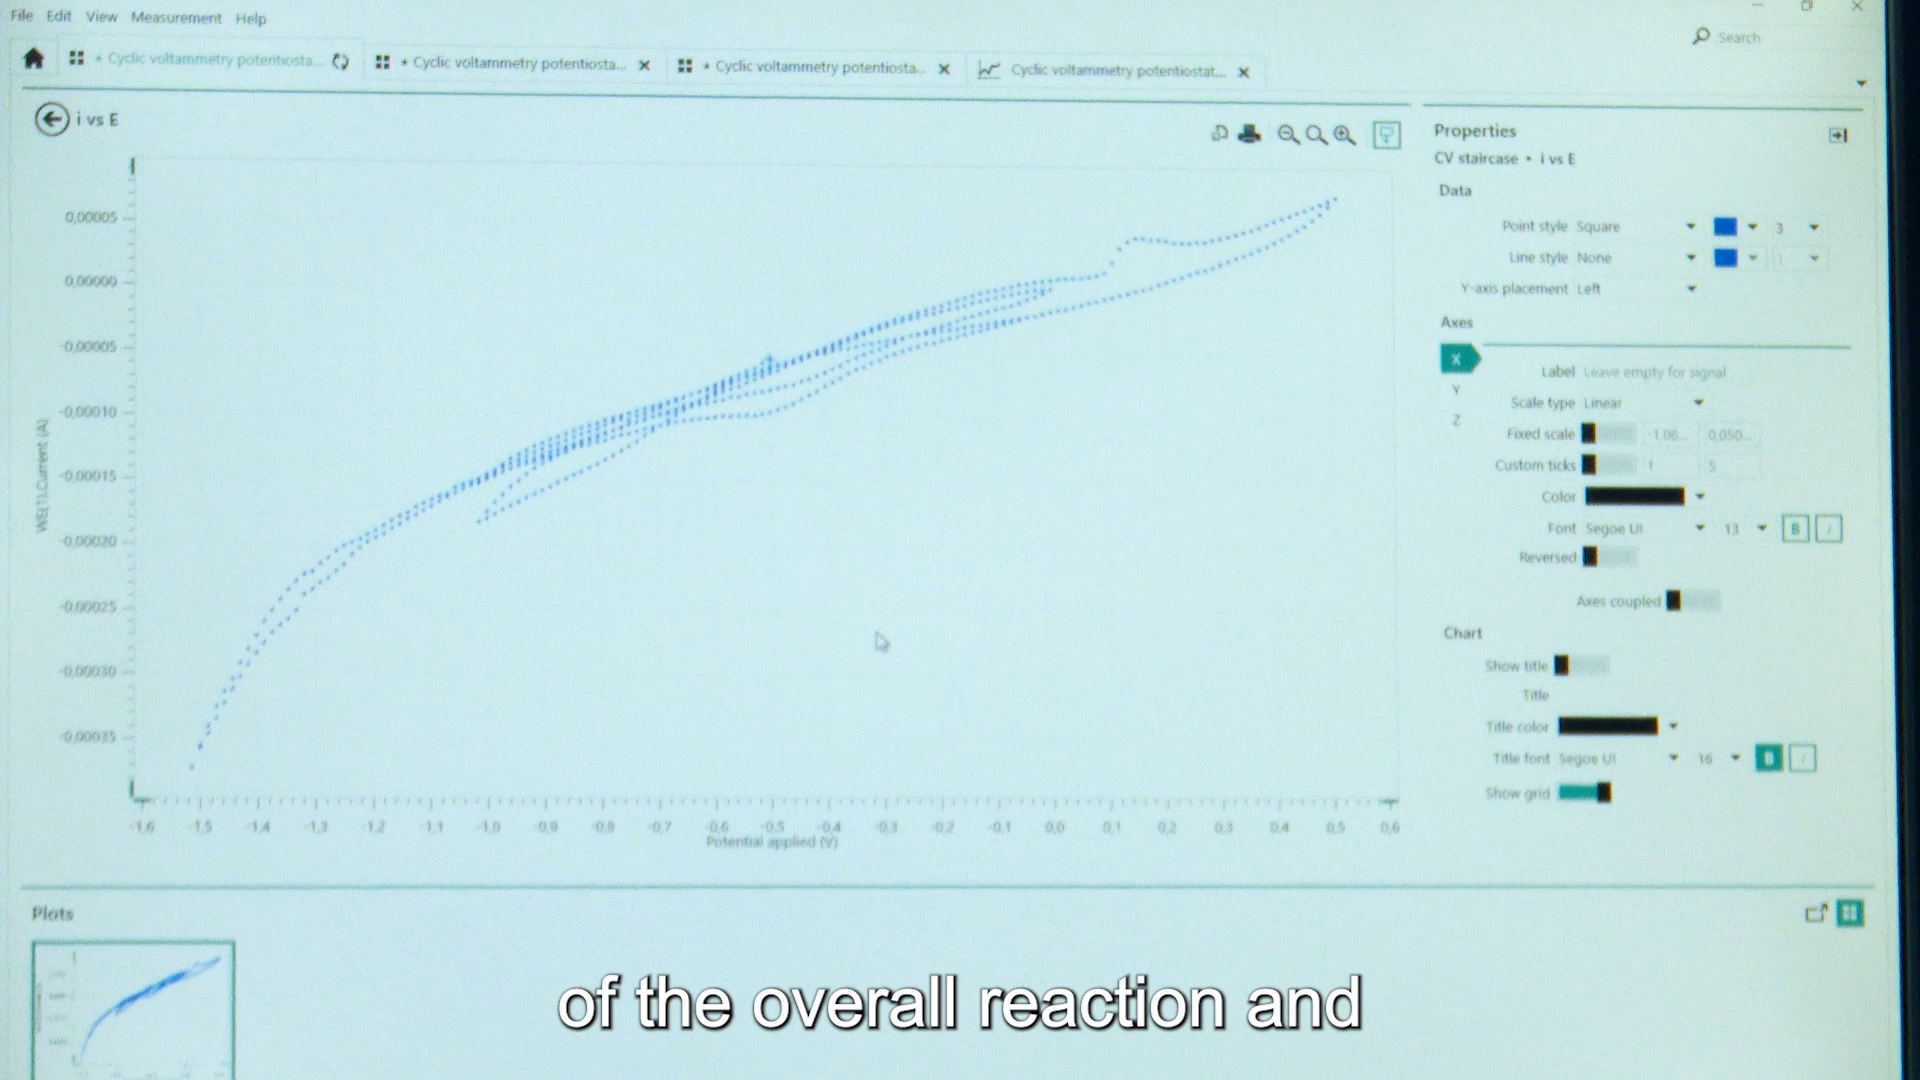 File Edit View Measurement Help
Search
* Cyclic voltammetry potentiosta...
* Cyclic voltammetry potentiosta...
* Cyclic voltammetry potentiosta...
Cyclic voltammetry potentiostat...
i vs E
Properties
CV staircase • i vs E
Data
Point style Square 3
Line style None 1
Y-axis placement Left
Axes
X
Y
Z
Label Leave empty for signal
Scale type Linear
Fixed scale -1,06... 0,050...
Custom ticks 1 5
Color
Font Segoe UI 13 B I
Reversed
Axes coupled
Chart
Show title
Title
Title color
Title font Segoe UI 16 B I
Show grid
0,00005
0,00000
-0,00005
-0,00010
-0,00015
-0,00020
-0,00025
-0,00030
-0,00035
WE(1).Current (A)
-1,6 -1,5 -1,4 -1,3 -1,2 -1,1 -1,0 -0,9 -0,8 -0,7 -0,6 -0,5 -0,4 -0,3 -0,2 -0,1 0,0 0,1 0,2 0,3 0,4 0,5 0,6
Potential applied (V)
Plots
of the overall reaction and